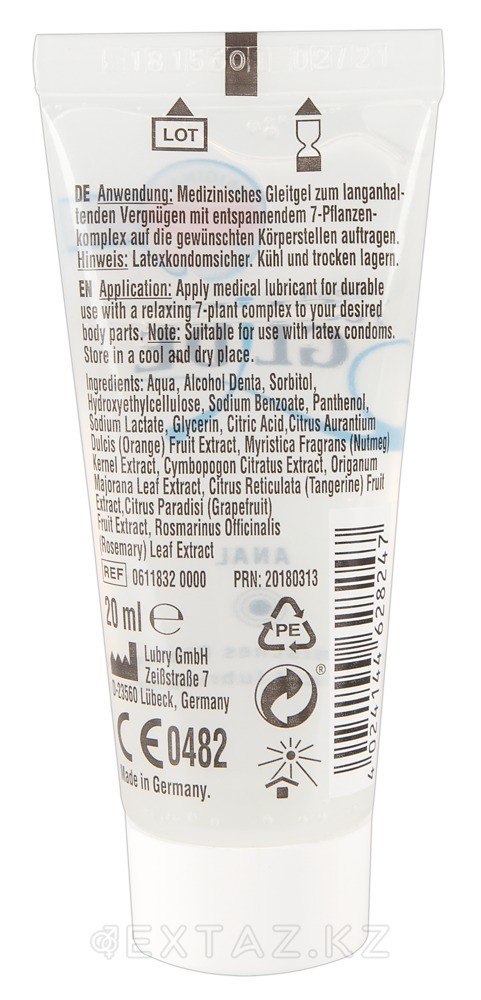 181560 02/21
LOT
DE Anwendung: Medizinisches Gleitgel zum langanhal-
tenden Vergnügen mit entspannendem 7-Pflanzen-
komplex auf die gewünschten Körperstellen auftragen.
Hinweis: Latexkondomsicher. Kühl und trocken lagern.
EN Application: Apply medical lubricant for durable
use with a relaxing 7-plant complex to your desired
body parts. Note: Suitable for use with latex condoms.
Store in a cool and dry place.
Ingredients: Aqua, Alcohol Denta, Sorbitol,
Hydroxyethylcellulose, Sodium Benzoate, Panthenol,
Sodium Lactate, Glycerin, Citric Acid,Citrus Aurantium
Dulcis (Orange) Fruit Extract, Myristica Fragrans (Nutmeg)
Kernel Extract, Cymbopogon Citratus Extract, Origanum
Majorana Leaf Extract, Citrus Reticulata (Tangerine) Fruit
Extract,Citrus Paradisi (Grapefruit)
Fruit Extract, Rosmarinus Officinalis
(Rosemary) Leaf Extract
REF 0611832 0000 PRN: 20180313
20 ml e
PE
Lubry GmbH
Zeißstraße 7
D-23560 Lübeck, Germany
®
CE 0482
Made in Germany.
4024144628247
EXTAZ.KZ